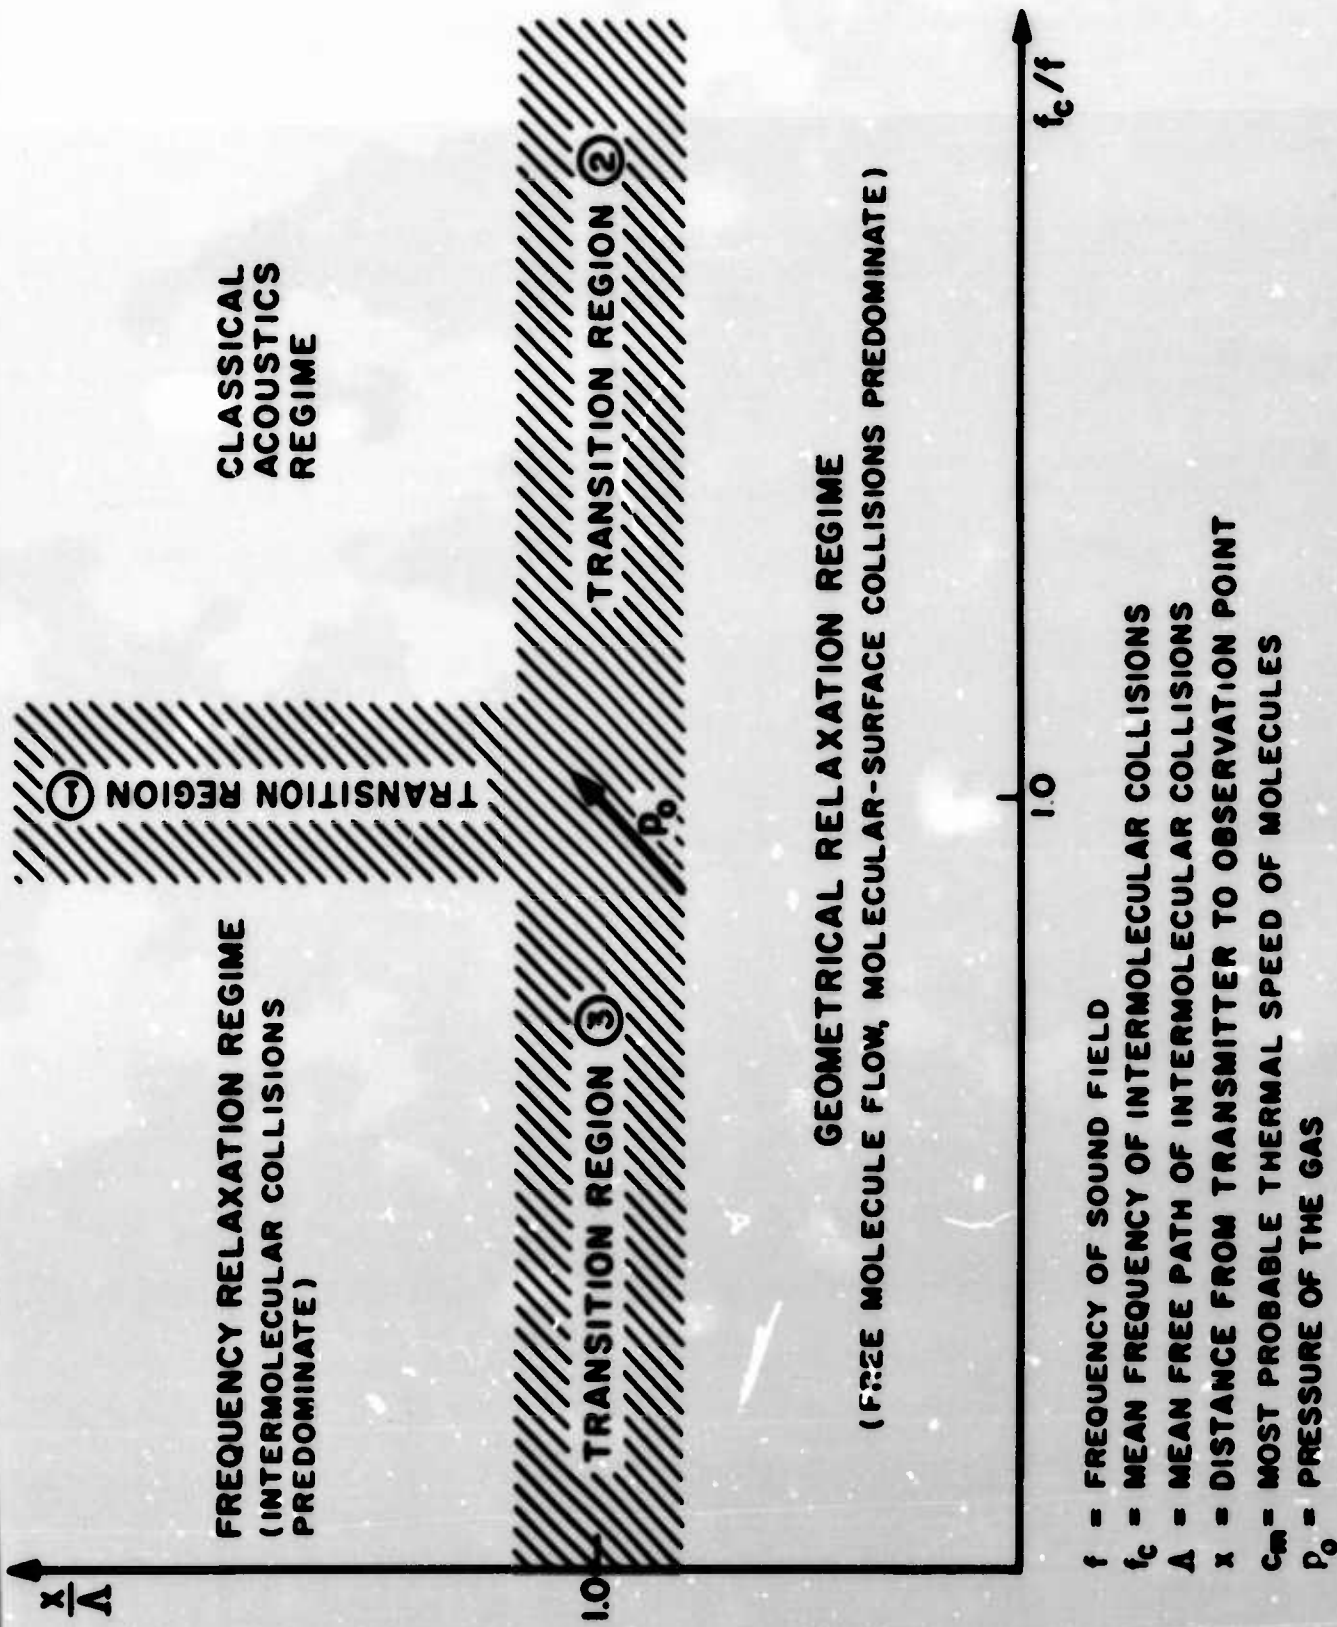 x
Λ
FREQUENCY RELAXATION REGIME
(INTERMOLECULAR COLLISIONS
PREDOMINATE)
TRANSITION REGION ①
CLASSICAL
ACOUSTICS
REGIME
1.0
TRANSITION REGION ③
p₀
TRANSITION REGION ②
GEOMETRICAL RELAXATION REGIME
(FREE MOLECULE FLOW, MOLECULAR-SURFACE COLLISIONS PREDOMINATE)
1.0
f_c/f
f = FREQUENCY OF SOUND FIELD
f_c = MEAN FREQUENCY OF INTERMOLECULAR COLLISIONS
Λ = MEAN FREE PATH OF INTERMOLECULAR COLLISIONS
x = DISTANCE FROM TRANSMITTER TO OBSERVATION POINT
c_m = MOST PROBABLE THERMAL SPEED OF MOLECULES
p₀ = PRESSURE OF THE GAS